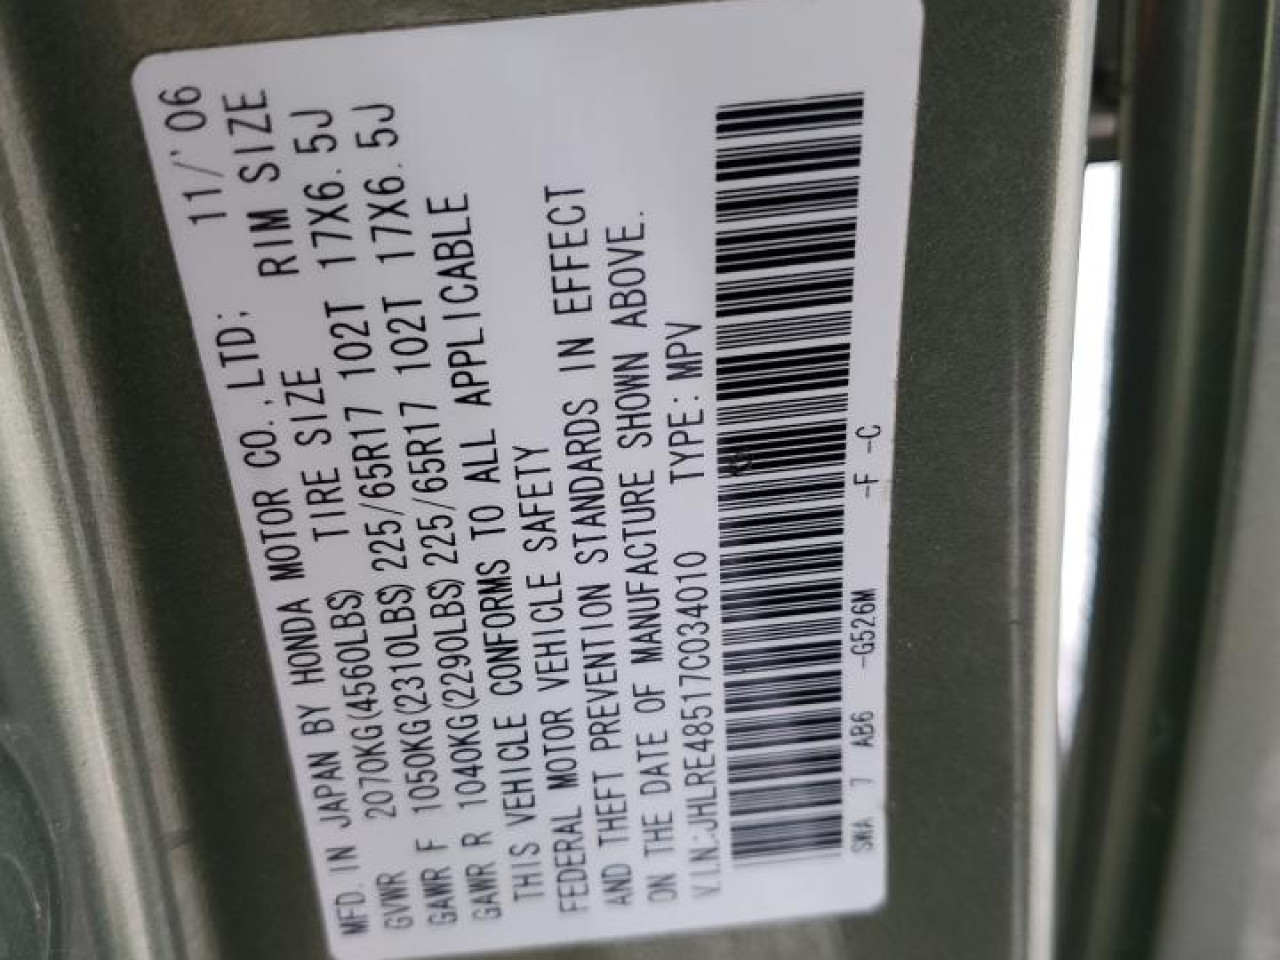 MFD. IN JAPAN BY HONDA MOTOR CO., LTD; 11/'06
GVWR 2070KG(4560LBS) TIRE SIZE RIM SIZE
GAWR F 1050KG(2310LBS) 225/65R17 102T 17X6.5J
GAWR R 1040KG(2290LBS) 225/65R17 102T 17X6.5J
THIS VEHICLE CONFORMS TO ALL APPLICABLE
FEDERAL MOTOR VEHICLE SAFETY
AND THEFT PREVENTION STANDARDS IN EFFECT
ON THE DATE OF MANUFACTURE SHOWN ABOVE.
V.I.N.:JHLRE48517C034010 TYPE:MPV
SWA 7 AB6 -G526M -F -C